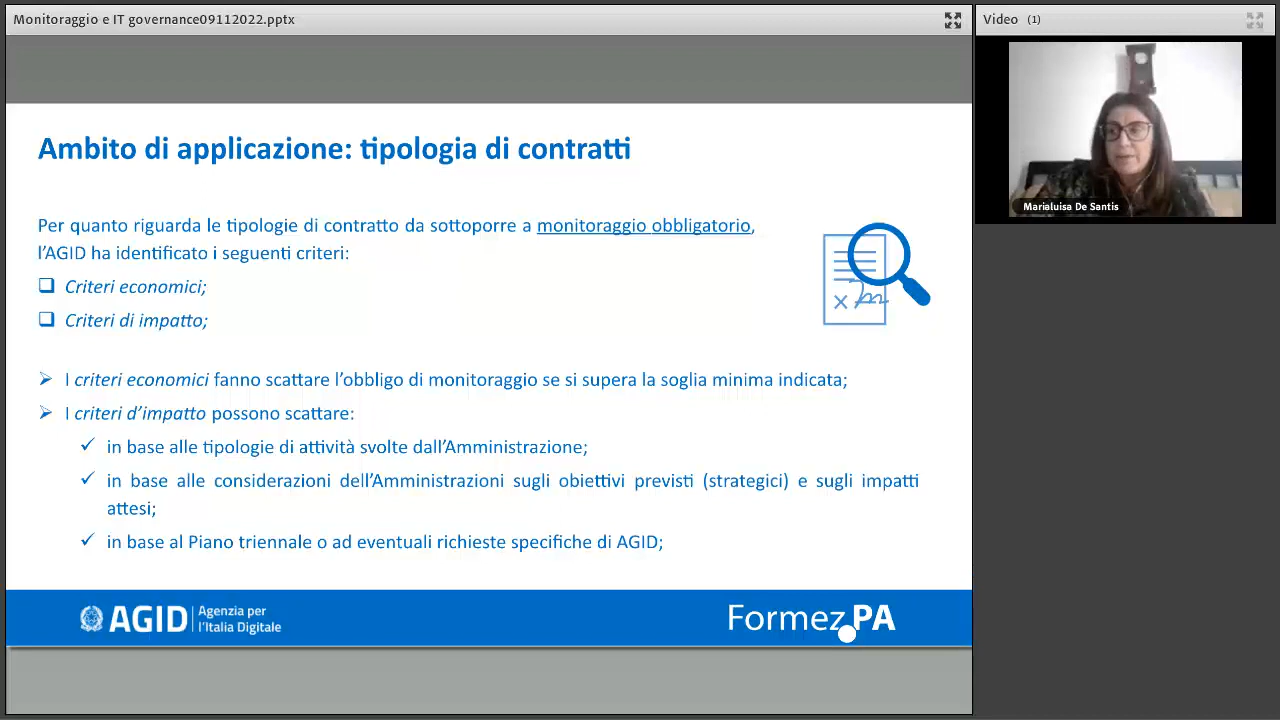 Monitoraggio e IT governance09112022.pptx
Video (1)
Marialuisa De Santis
Ambito di applicazione: tipologia di contratti
Per quanto riguarda le tipologie di contratto da sottoporre a monitoraggio obbligatorio,
l'AGID ha identificato i seguenti criteri:
Criteri economici;
Criteri di impatto;
I criteri economici fanno scattare l'obbligo di monitoraggio se si supera la soglia minima indicata;
I criteri d'impatto possono scattare:
in base alle tipologie di attività svolte dall'Amministrazione;
in base alle considerazioni dell'Amministrazioni sugli obiettivi previsti (strategici) e sugli impatti
attesi;
in base al Piano triennale o ad eventuali richieste specifiche di AGID;
AGID
Agenzia per
l'Italia Digitale
Formez PA